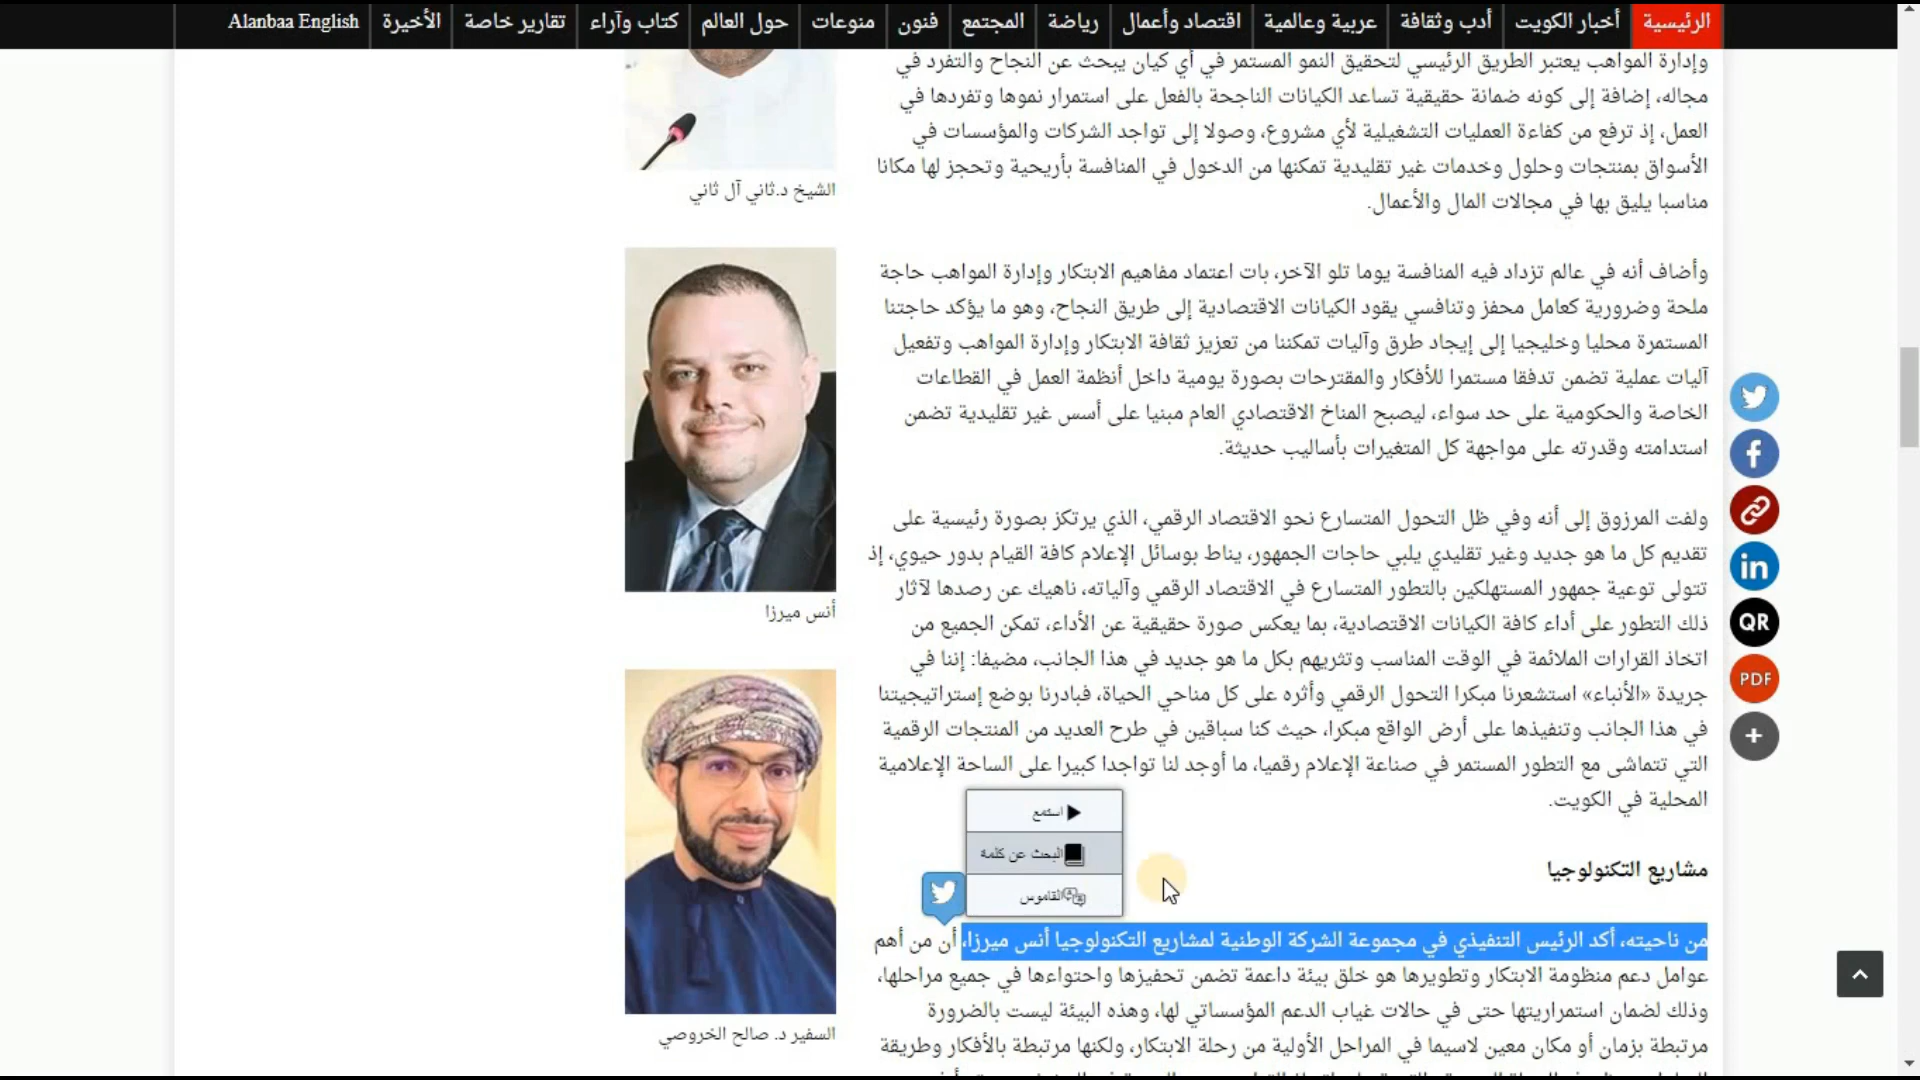 الرئيسية
أخبار الكويت
أدب وثقافة
عربية وعالمية
اقتصاد وأعمال
رياضة
المجتمع
فنون
منوعات
حول العالم
كتاب وآراء
تقارير خاصة
الأخيرة
Alanbaa English
وإدارة المواهب يعتبر الطريق الرئيسي لتحقيق النمو المستمر في أي كيان يبحث عن النجاح والتفرد في
مجاله، إضافة إلى كونه ضمانة حقيقية تساعد الكيانات الناجحة بالفعل على استمرار نموها وتفردها في
العمل، إذ ترفع من كفاءة العمليات التشغيلية لأي مشروع، وصولا إلى تواجد الشركات والمؤسسات في
الأسواق بمنتجات وحلول وخدمات غير تقليدية تمكنها من الدخول في المنافسة بأريحية وتحجز لها مكانا
مناسبا يليق بها في مجالات المال والأعمال.
وأضاف أنه في عالم تزداد فيه المنافسة يوما تلو الآخر، بات اعتماد مفاهيم الابتكار وإدارة المواهب حاجة
ملحة وضرورية كعامل محفز وتنافسي يقود الكيانات الاقتصادية إلى طريق النجاح، وهو ما يؤكد حاجتنا
المستمرة محليا وخليجيا إلى إيجاد طرق وآليات تمكننا من تعزيز ثقافة الابتكار وإدارة المواهب وتفعيل
آليات عملية تضمن تدفقا مستمرا للأفكار والمقترحات بصورة يومية داخل أنظمة العمل في القطاعات
الخاصة والحكومية على حد سواء، ليصبح المناخ الاقتصادي العام مبنيا على أسس غير تقليدية تضمن
استدامته وقدرته على مواجهة كل المتغيرات بأساليب حديثة.
ولفت المرزوق إلى أنه وفي ظل التحول المتسارع نحو الاقتصاد الرقمي، الذي يرتكز بصورة رئيسية على
تقديم كل ما هو جديد وغير تقليدي يلبي حاجات الجمهور، يناط بوسائل الإعلام كافة القيام بدور حيوي، إذ
تتولى توعية جمهور المستهلكين بالتطور المتسارع في الاقتصاد الرقمي وآلياته، ناهيك عن رصدها لآثار
ذلك التطور على أداء كافة الكيانات الاقتصادية، بما يعكس صورة حقيقية عن الأداء، تمكن الجميع من
اتخاذ القرارات الملائمة في الوقت المناسب وتثريهم بكل ما هو جديد في هذا الجانب، مضيفا: إننا في
جريدة «الأنباء» استشعرنا مبكرا التحول الرقمي وأثره على كل مناحي الحياة، فبادرنا بوضع إستراتيجيتنا
في هذا الجانب وتنفيذها على أرض الواقع مبكرا، حيث كنا سباقين في طرح العديد من المنتجات الرقمية
التي تتماشى مع التطور المستمر في صناعة الإعلام رقميا، ما أوجد لنا تواجدا كبيرا على الساحة الإعلامية
المحلية في الكويت.
مشاريع التكنولوجيا
من ناحيته، أكد الرئيس التنفيذي في مجموعة الشركة الوطنية لمشاريع التكنولوجيا أنس ميرزا، أن من أهم
عوامل دعم منظومة الابتكار وتطويرها هو خلق بيئة داعمة تضمن تحفيزها واحتواءها في جميع مراحلها،
وذلك لضمان استمراريتها حتى في حالات غياب الدعم المؤسساتي لها، وهذه البيئة ليست بالضرورة
مرتبطة بزمان أو مكان معين لاسيما في المراحل الأولية من رحلة الابتكار، ولكنها مرتبطة بالأفكار وطريقة
استمع
البحث عن كلمة
القاموس
الشيخ د.ثاني آل ثاني
أنس ميرزا
السفير د. صالح الخروصي
in
QR
PDF